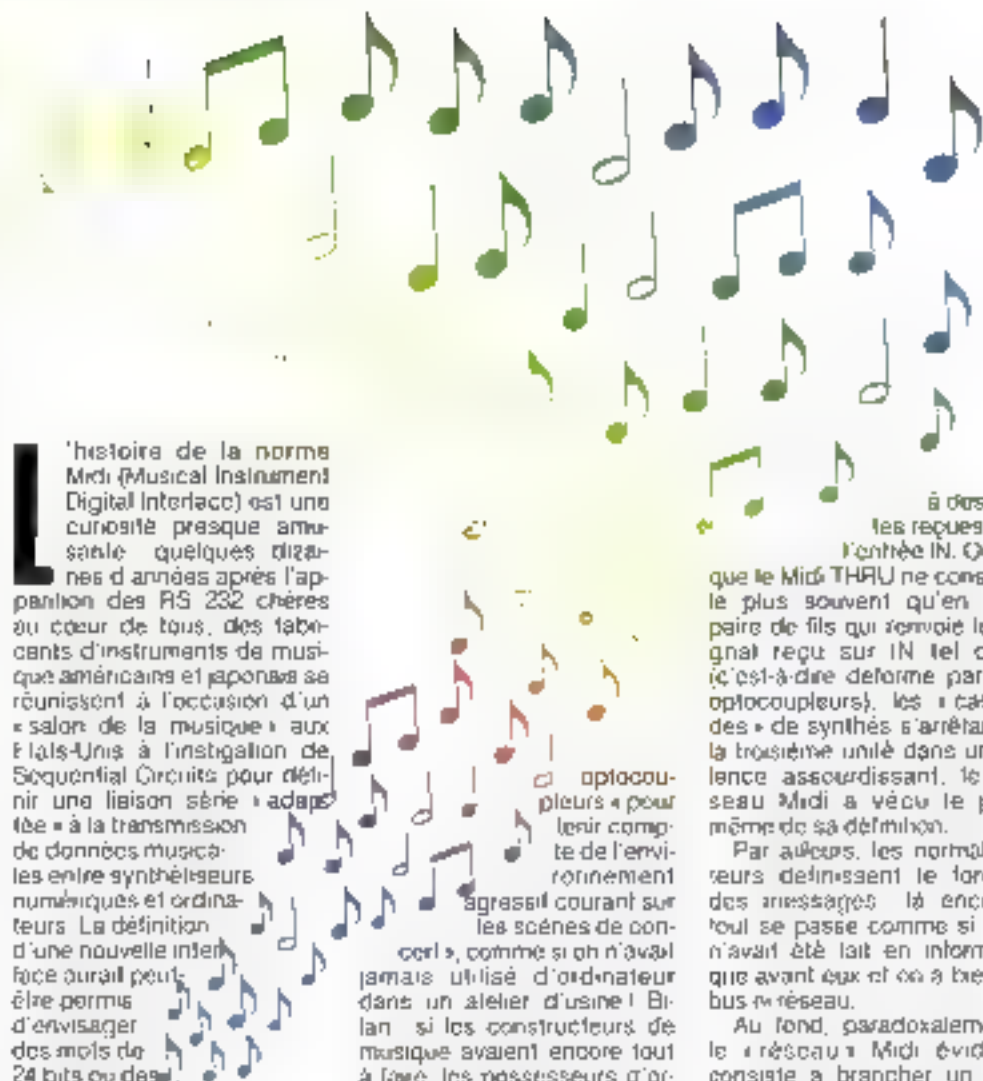 L'histoire de la norme
Midi (Musical Instrument
Digital Interface) est une
curiosité presque amu-
sante quelques dizai-
nes d'années après l'ap-
parition des RS 232 chères
au cœur de tous, des fabri-
cants d'instruments de musi-
que américains et japonais se
réunissent à l'occasion d'un
« salon de la musique » aux
Etats-Unis à l'instigation de
Sequential Circuits pour défi-
nir une liaison série « adap-
tée » à la transmission
de données musica-
les entre synthétiseurs
numériques et ordina-
teurs. La définition
d'une nouvelle inter-
face aurait peut-
être permis
d'envisager
des mots de
24 bits ou des
optocou-
pleurs « pour
tenir comp-
te de l'envi-
ronnement
agressif courant sur
les scènes de con-
cert », comme si on n'avait
jamais utilisé d'ordinateur
dans un atelier d'usine ! Bi-
lan si les constructeurs de
musique avaient encore tout
à faire, les possesseurs d'or-
à des
les reçues
l'entrée IN.
que le Midi THRU ne cons
le plus souvent qu'en
paire de fils qui renvoie le
gnal reçu sur IN tel
(c'est-à-dire déformé par
optocoupleurs), les « cas
des » de synthés s'arrêtai
la troisième unité dans un
lence assourdissant, le
seau Midi a vécu le p
même de sa définition.
Par ailleurs, les normal
seurs définissent le for
des messages là enco
tout se passe comme si
n'avait été fait en inform
que avant eux et on a bie
bus ni réseau.
Au fond, paradoxalem
le « réseau » Midi évid
consiste à brancher un